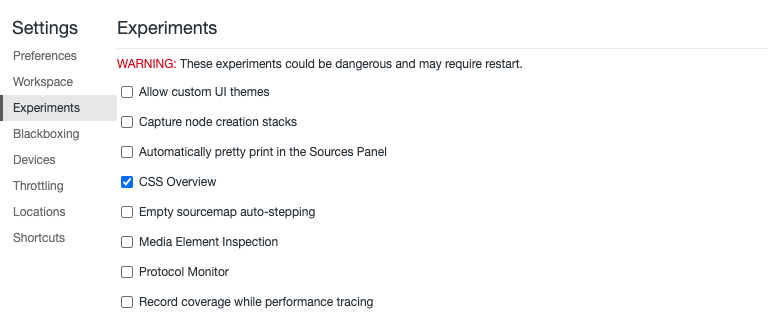 Settings
Preferences
Workspace
Experiments
Blackboxing
Devices
Throttling
Locations
Shortcuts
Experiments
WARNING: These experiments could be dangerous and may require restart.
Allow custom UI themes
Capture node creation stacks
Automatically pretty print in the Sources Panel
CSS Overview
Empty sourcemap auto-stepping
Media Element Inspection
Protocol Monitor
Record coverage while performance tracing